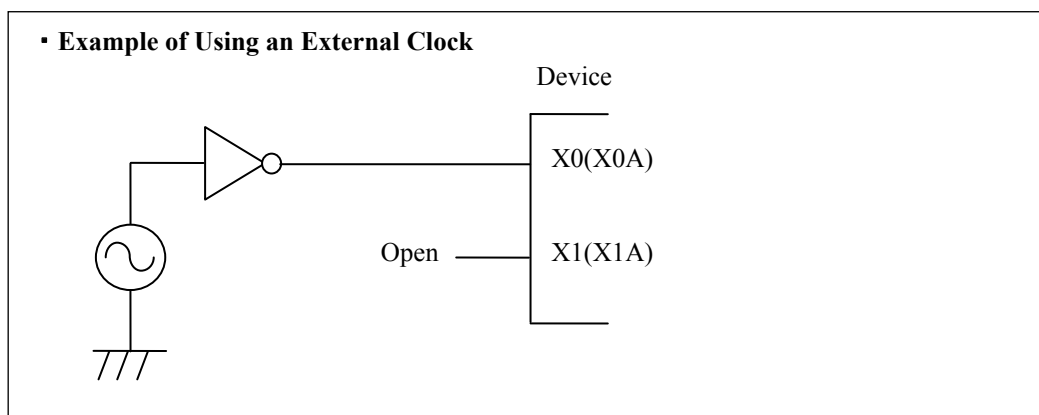 ▪ Example of Using an External Clock
Device
X0(X0A)
Open
X1(X1A)